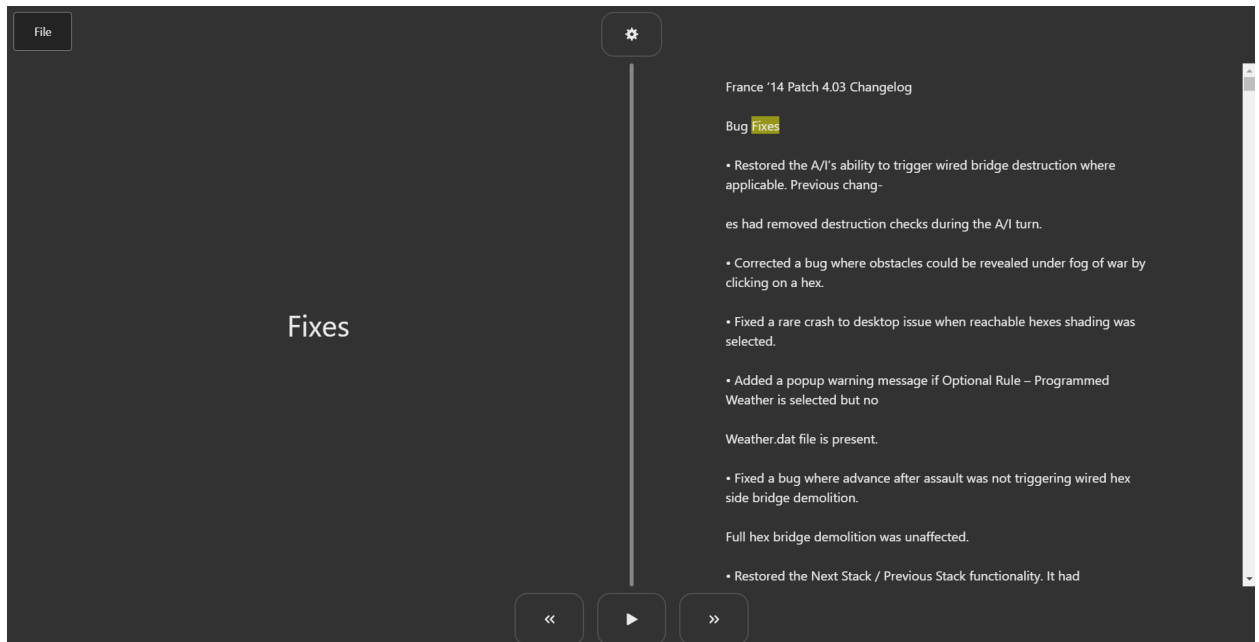 File
France ‘14 Patch 4.03 Changelog
Bug Fixes
• Restored the A/I's ability to trigger wired bridge destruction where
applicable. Previous chang-
es had removed destruction checks during the A/I turn.
• Corrected a bug where obstacles could be revealed under fog of war by
clicking on a hex.
• Fixed a rare crash to desktop issue when reachable hexes shading was
selected.
• Added a popup warning message if Optional Rule – Programmed
Weather is selected but no
Weather.dat file is present.
• Fixed a bug where advance after assault was not triggering wired hex
side bridge demolition.
Full hex bridge demolition was unaffected.
• Restored the Next Stack / Previous Stack functionality. It had
Fixes